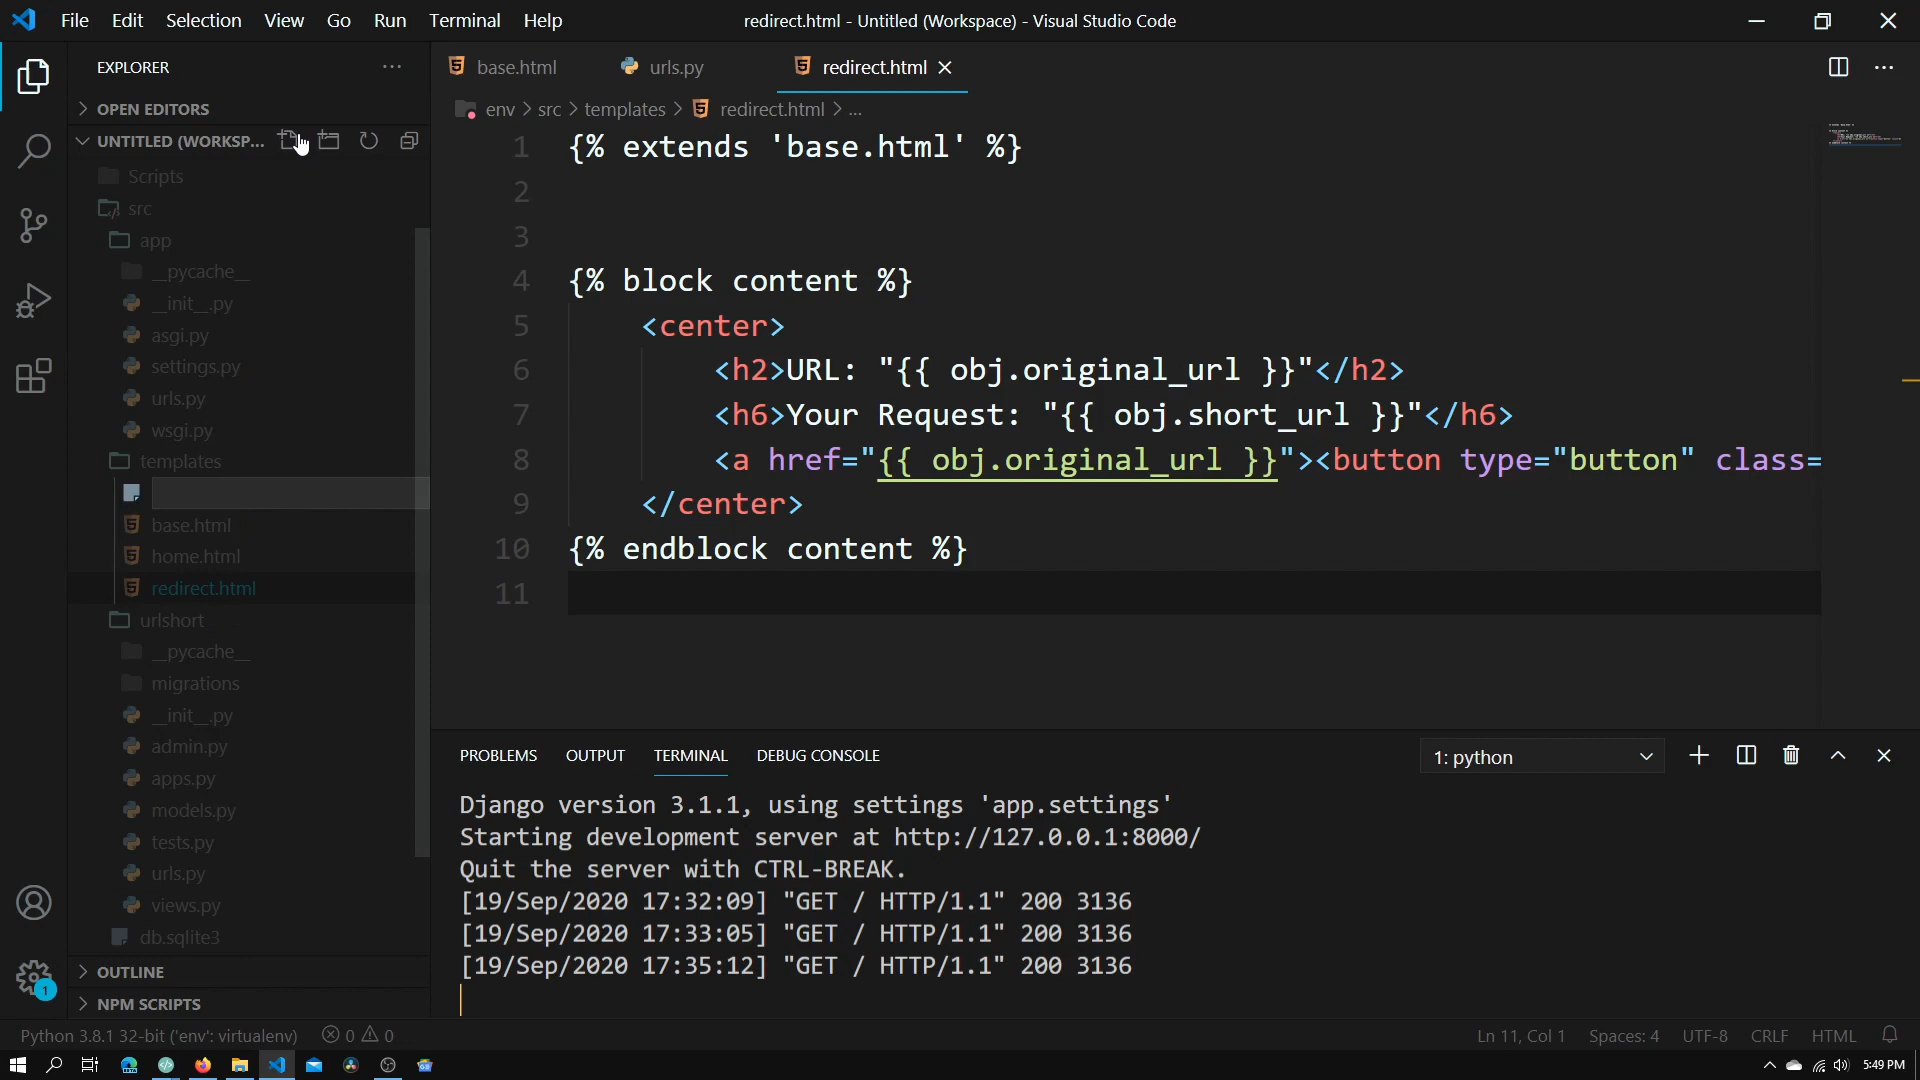 File Edit Selection View Go Run Terminal Help
redirect.html - Untitled (Workspace) - Visual Studio Code
EXPLORER
OPEN EDITORS
UNTITLED (WORKSP...
Scripts
src
app
__pycache__
__init__.py
asgi.py
settings.py
urls.py
wsgi.py
templates
base.html
home.html
redirect.html
urlshort
__pycache__
migrations
__init__.py
admin.py
apps.py
models.py
tests.py
urls.py
views.py
db.sqlite3
OUTLINE
NPM SCRIPTS
base.html urls.py redirect.html
env > src > templates > redirect.html > ...
1 {% extends 'base.html' %}
2
3
4 {% block content %}
5 <center>
6 <h2>URL: "{{ obj.original_url }}"</h2>
7 <h6>Your Request: "{{ obj.short_url }}"</h6>
8 <a href="{{ obj.original_url }}"><button type="button" class=
9 </center>
10 {% endblock content %}
11
PROBLEMS OUTPUT TERMINAL DEBUG CONSOLE
1: python
Django version 3.1.1, using settings 'app.settings'
Starting development server at http://127.0.0.1:8000/
Quit the server with CTRL-BREAK.
[19/Sep/2020 17:32:09] "GET / HTTP/1.1" 200 3136
[19/Sep/2020 17:33:05] "GET / HTTP/1.1" 200 3136
[19/Sep/2020 17:35:12] "GET / HTTP/1.1" 200 3136
1
Python 3.8.1 32-bit ('env': virtualenv) 0 0
Ln 11, Col 1 Spaces: 4 UTF-8 CRLF HTML
5:49 PM